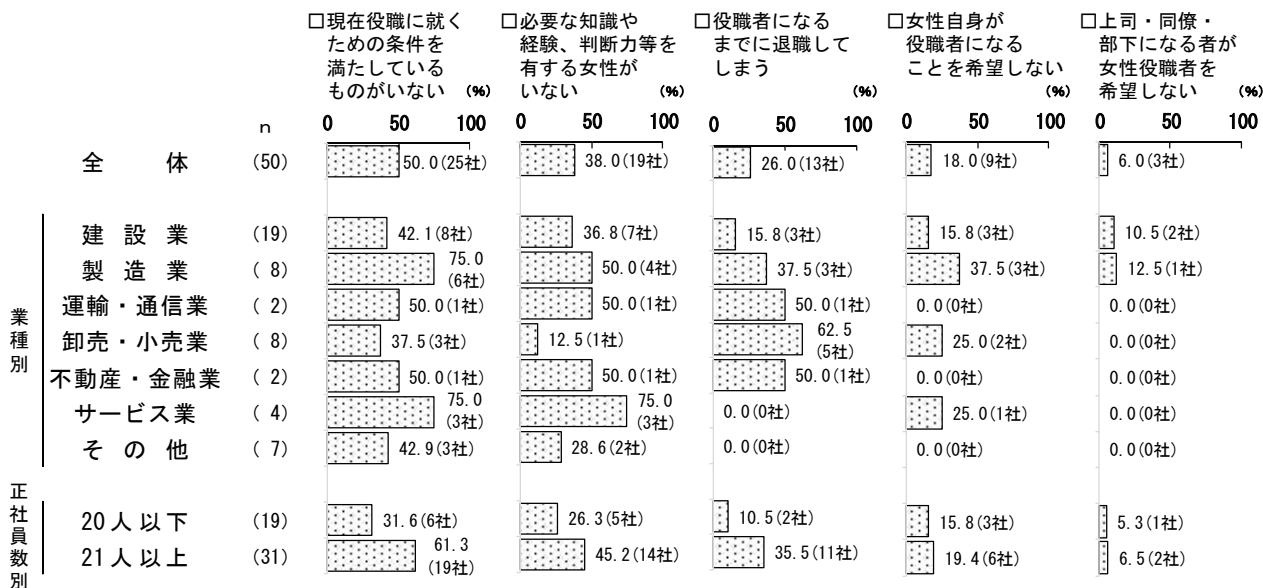 □現在役職に就く
ための条件を
満たしている
ものがいない (%)
□必要な知識や
経験、判断力等を
有する女性が
いない (%)
□役職者になる
までに退職して
しまう (%)
□女性自身が
役職者になる
ことを希望しない (%)
□上司・同僚・
部下になる者が
女性役職者を
希望しない (%)
n 0 50 100 0 50 100 0 50 100 0 50 100 0 50 100
全体 (50) 50.0(25社) 38.0(19社) 26.0(13社) 18.0(9社) 6.0(3社)
業種別
建設業 (19) 42.1(8社) 36.8(7社) 15.8(3社) 15.8(3社) 10.5(2社)
製造業 (8) 75.0(6社) 50.0(4社) 37.5(3社) 37.5(3社) 12.5(1社)
運輸・通信業 (2) 50.0(1社) 50.0(1社) 50.0(1社) 0.0(0社) 0.0(0社)
卸売・小売業 (8) 37.5(3社) 12.5(1社) 62.5(5社) 25.0(2社) 0.0(0社)
不動産・金融業 (2) 50.0(1社) 50.0(1社) 50.0(1社) 0.0(0社) 0.0(0社)
サービス業 (4) 75.0(3社) 75.0(3社) 0.0(0社) 25.0(1社) 0.0(0社)
その他 (7) 42.9(3社) 28.6(2社) 0.0(0社) 0.0(0社) 0.0(0社)
正社員数別
20人以下 (19) 31.6(6社) 26.3(5社) 10.5(2社) 15.8(3社) 5.3(1社)
21人以上 (31) 61.3(19社) 45.2(14社) 35.5(11社) 19.4(6社) 6.5(2社)